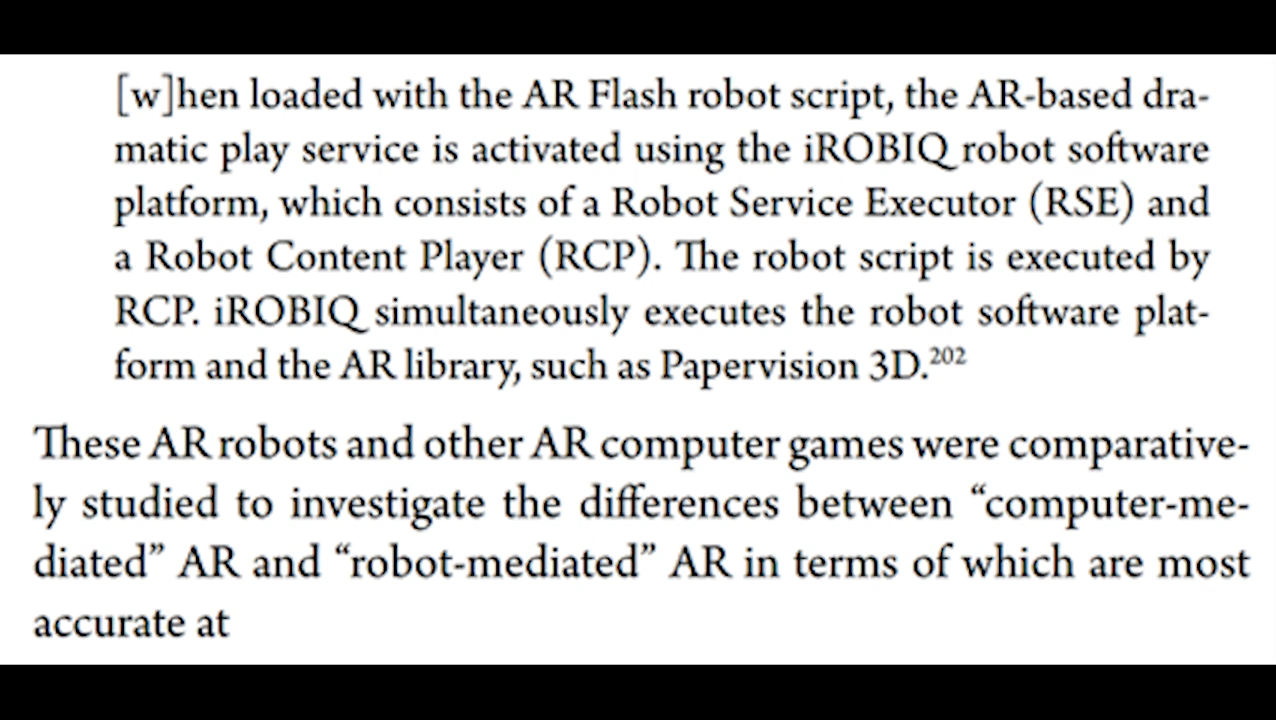 [w]hen loaded with the AR Flash robot script, the AR-based dra-
matic play service is activated using the iROBIQ robot software
platform, which consists of a Robot Service Executor (RSE) and
a Robot Content Player (RCP). The robot script is executed by
RCP. iROBIQ simultaneously executes the robot software plat-
form and the AR library, such as Papervision 3D.202
These AR robots and other AR computer games were comparative-
ly studied to investigate the differences between “computer-me-
diated” AR and “robot-mediated” AR in terms of which are most
accurate at